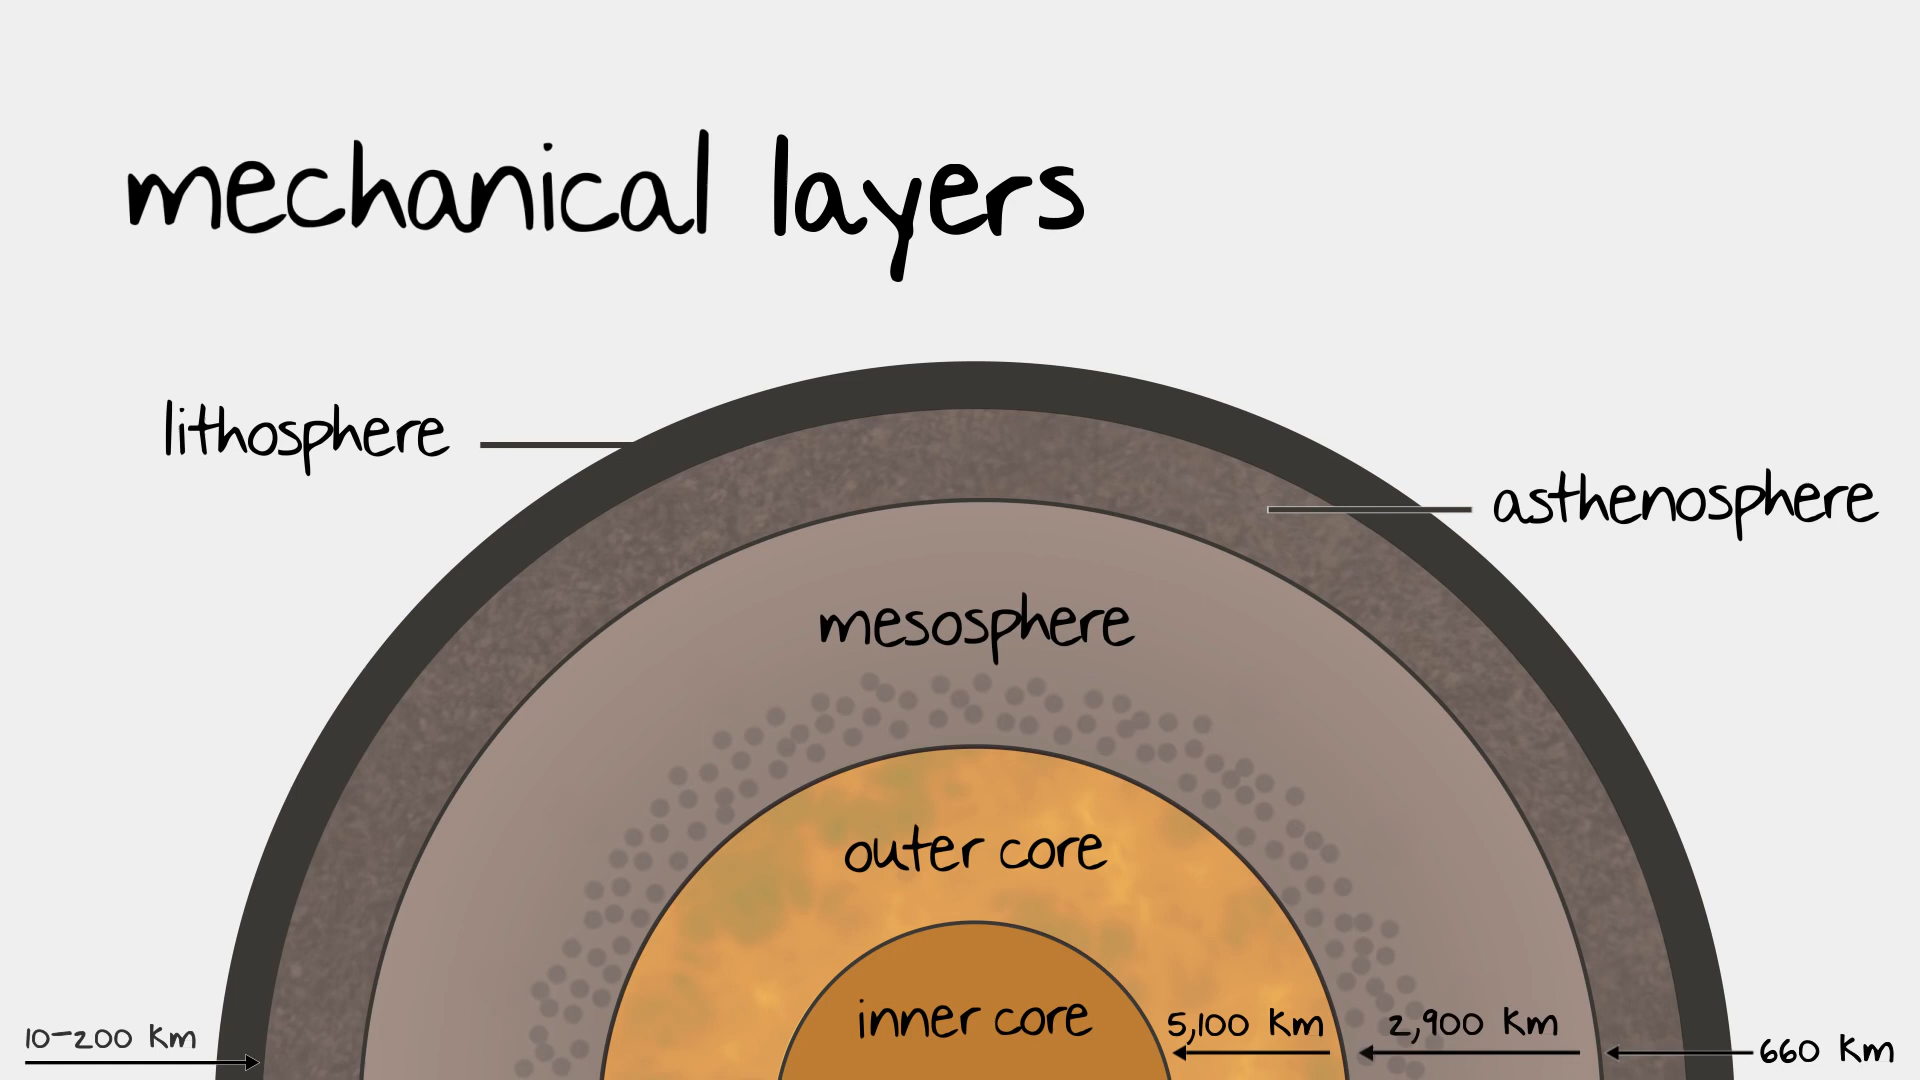 mechanical layers
lithosphere
asthenosphere
mesosphere
outer core
inner core
5,100 Km
2,900 Km
10-200 Km
660 Km